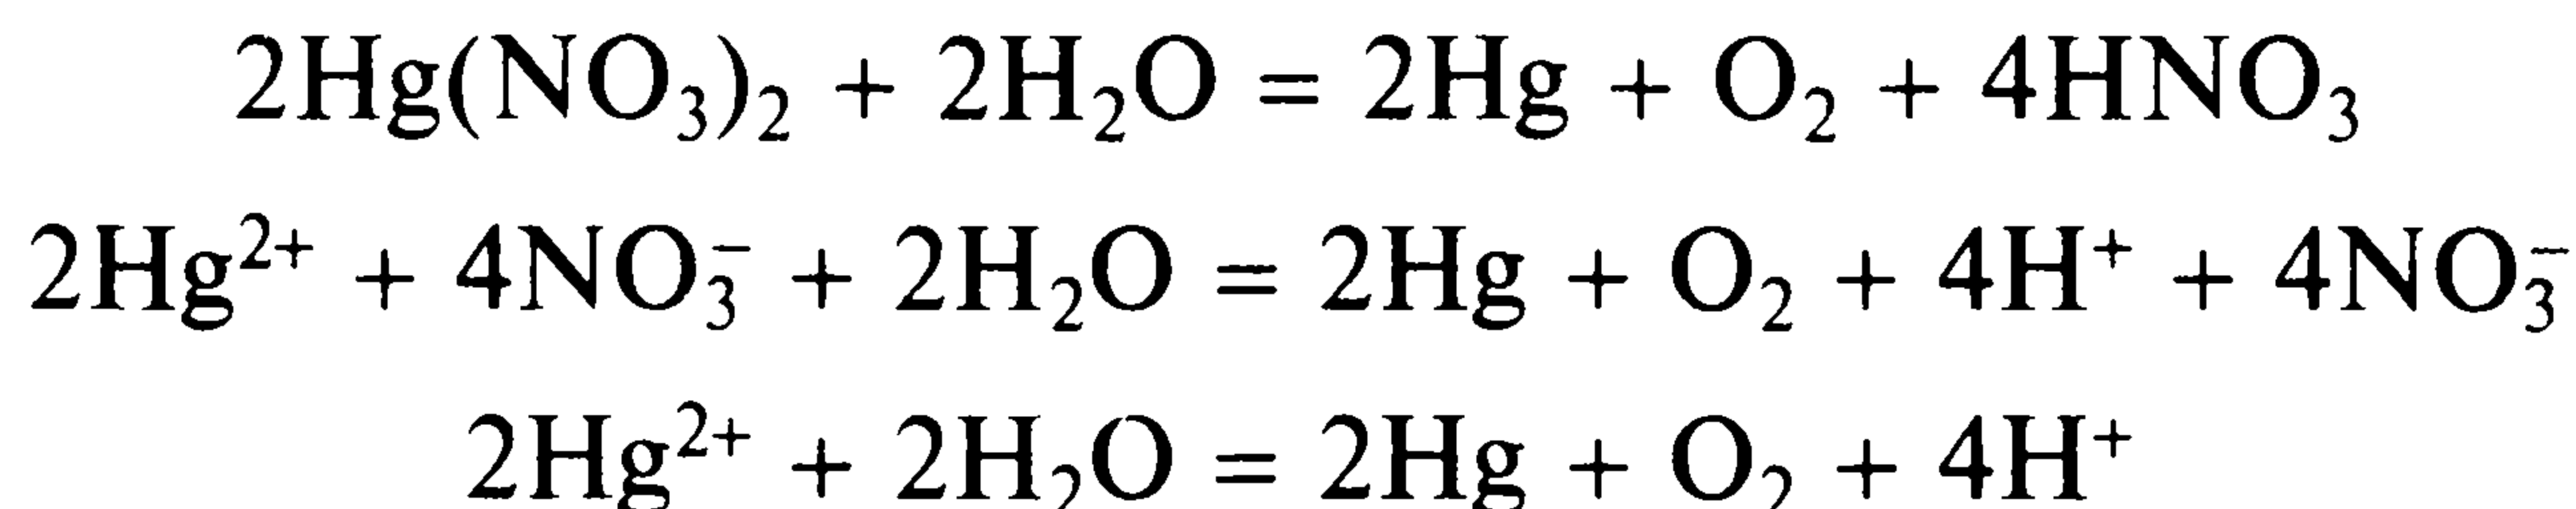 2Hg(NO₃)₂ + 2H₂O = 2Hg + O₂ + 4HNO₃
2Hg²⁺ + 4NO₃⁻ + 2H₂O = 2Hg + O₂ + 4H⁺ + 4NO₃⁻
2Hg²⁺ + 2H₂O = 2Hg + O₂ + 4H⁺